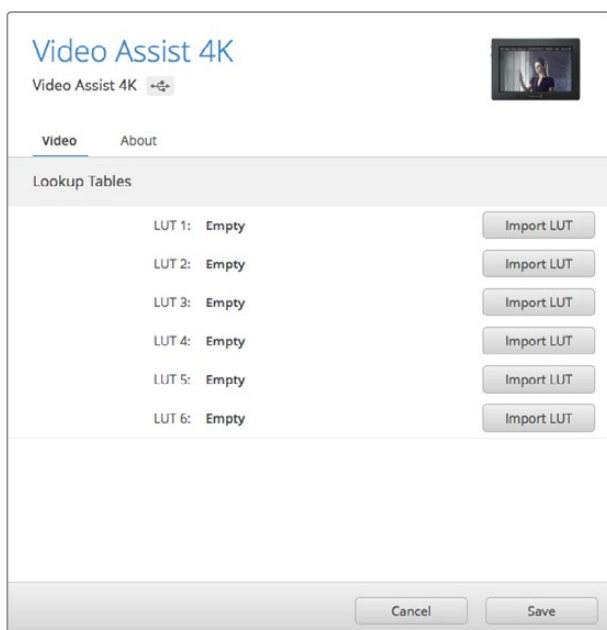 Video Assist 4K
Video Assist 4K
Video About
Lookup Tables
LUT 1: Empty Import LUT
LUT 2: Empty Import LUT
LUT 3: Empty Import LUT
LUT 4: Empty Import LUT
LUT 5: Empty Import LUT
LUT 6: Empty Import LUT
Cancel Save